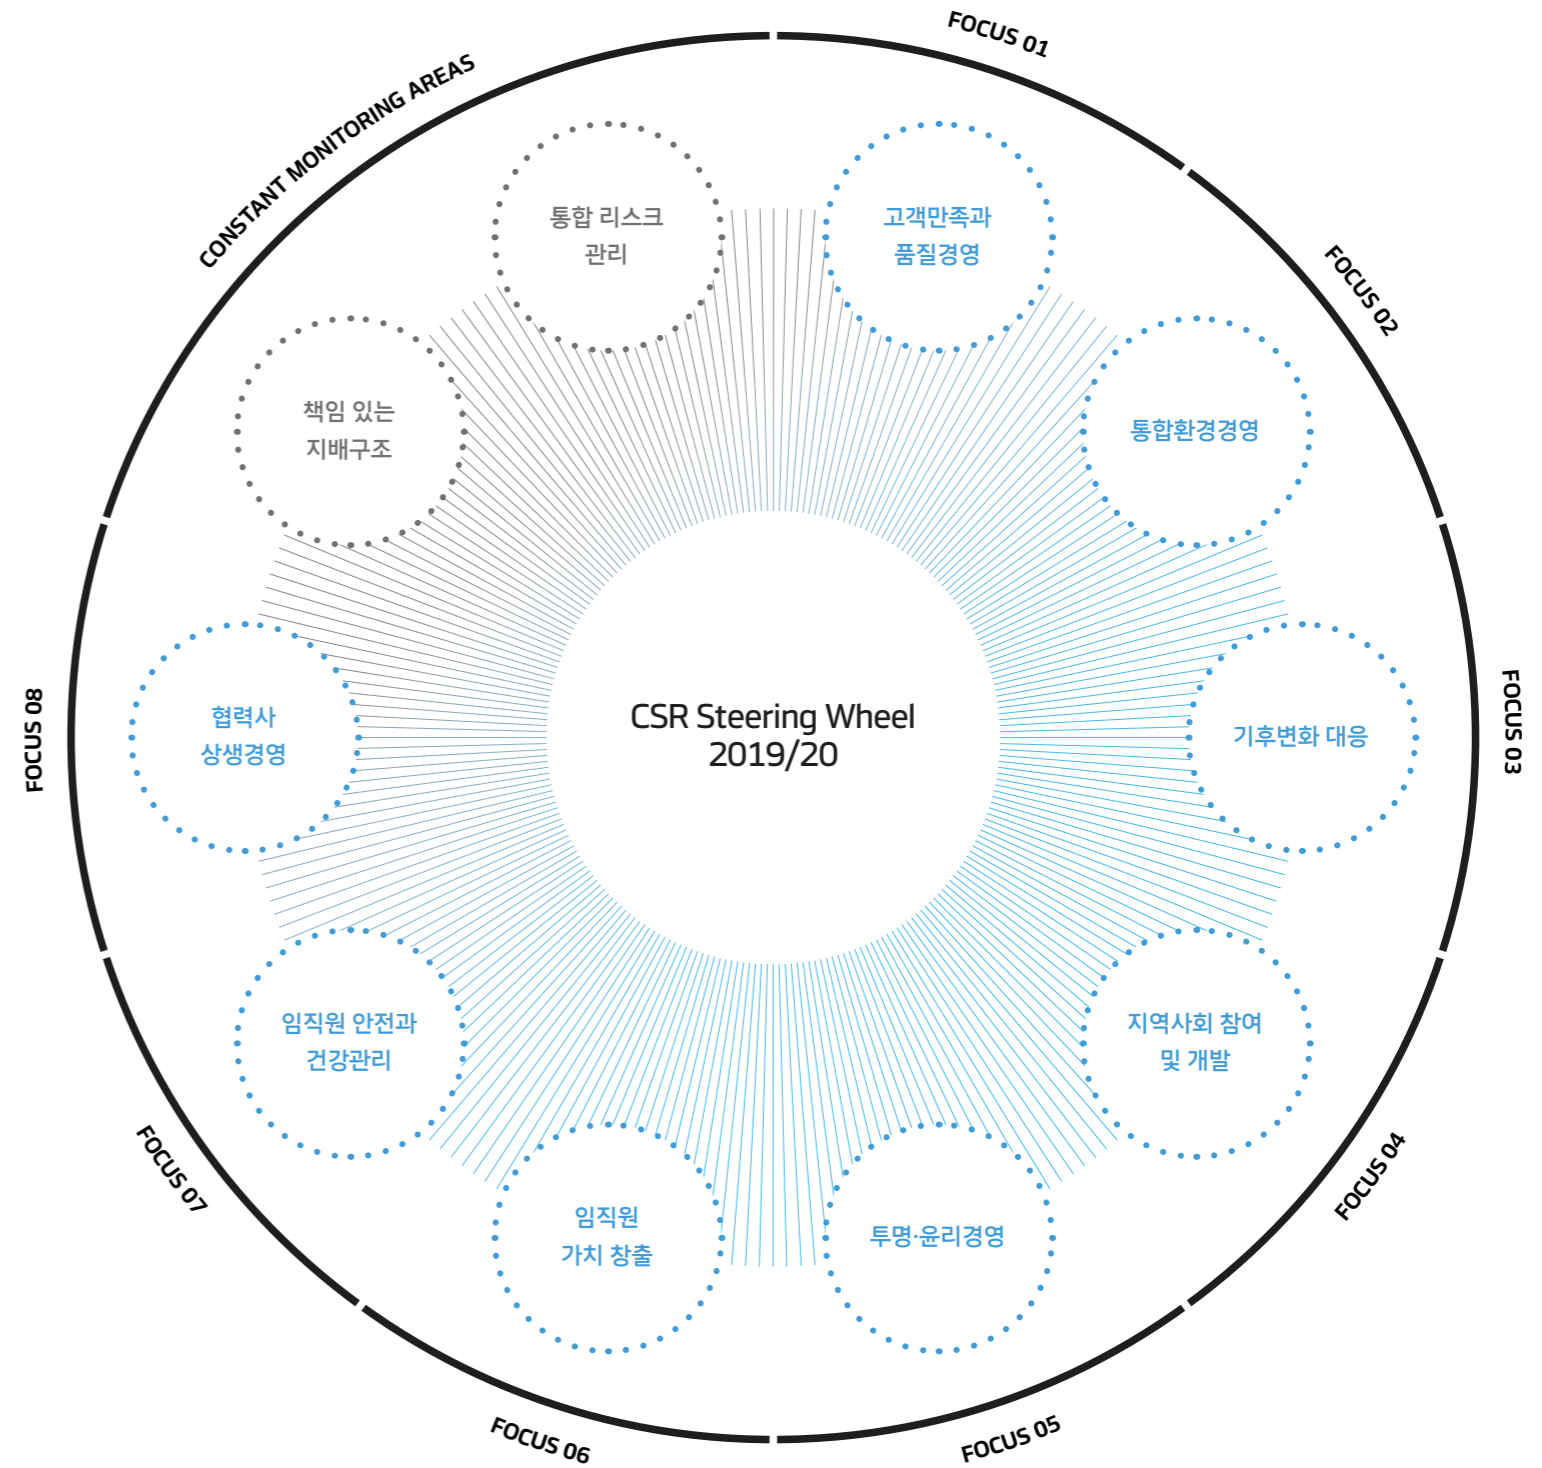 CSR Steering Wheel
2019/20
FOCUS 01
고객만족과
품질경영
FOCUS 02
통합환경경영
FOCUS 03
기후변화 대응
FOCUS 04
지역사회 참여
및 개발
FOCUS 05
투명·윤리경영
FOCUS 06
임직원
가치 창출
FOCUS 07
임직원 안전과
건강관리
FOCUS 08
협력사
상생경영
CONSTANT MONITORING AREAS
책임 있는
지배구조
통합 리스크
관리